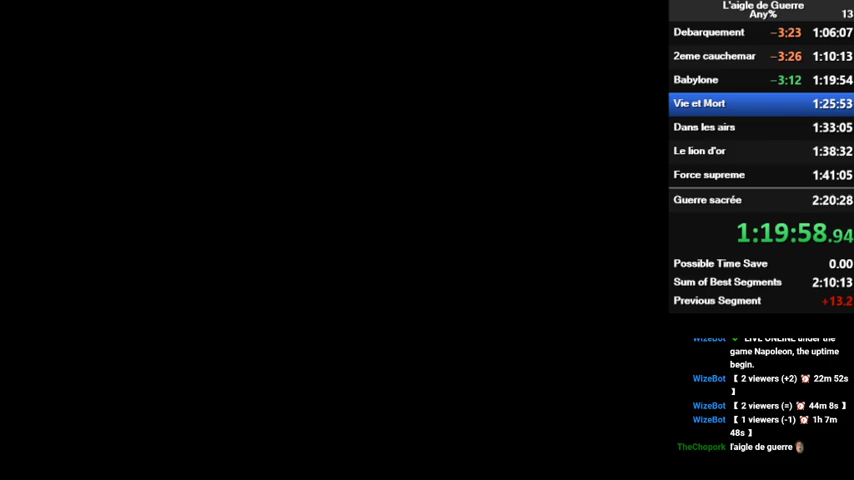 L'aigle de Guerre
Any% 13
Debarquement −3:23 1:06:07
2eme cauchemar −3:26 1:10:13
Babylone −3:12 1:19:54
Vie et Mort 1:25:53
Dans les airs 1:33:05
Le lion d'or 1:38:32
Force supreme 1:41:05
Guerre sacrée 2:20:28
1:19:58.94
Possible Time Save 0.00
Sum of Best Segments 2:10:13
Previous Segment +13.2
WizeBot LIVE ONLINE under the
game Napoleon, the uptime
begin.
WizeBot 【 2 viewers (+2) ⏰ 22m 52s
】
WizeBot 【 2 viewers (=) ⏰ 44m 8s 】
WizeBot 【 1 viewers (-1) ⏰ 1h 7m
48s 】
TheChopork l'aigle de guerre